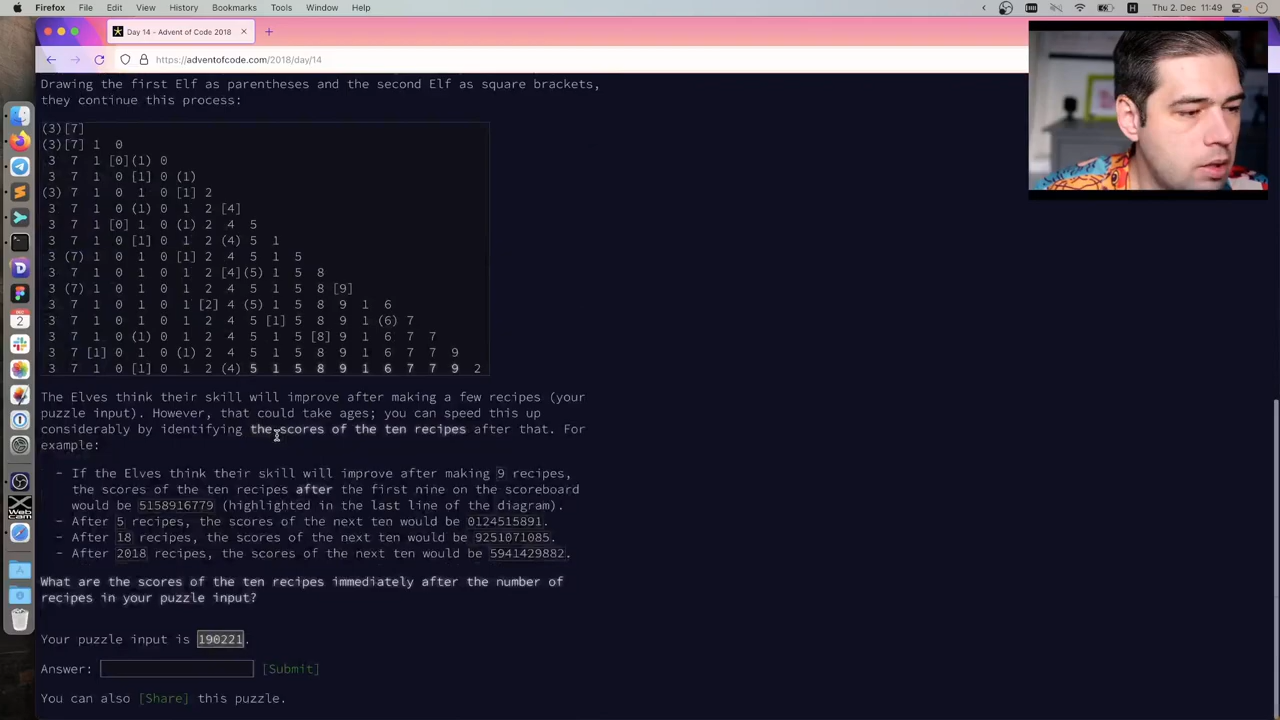 Firefox File Edit View History Bookmarks Tools Window Help Thu 2. Dec 11:49
Day 14 - Advent of Code 2018
https://adventofcode.com/2018/day/14
Drawing the first Elf as parentheses and the second Elf as square brackets,
they continue this process:
(3)[7]
(3)[7] 1 0
3 7 1 [0](1) 0
3 7 1 0 [1] 0 (1)
(3) 7 1 0 1 0 [1] 2
3 7 1 0 (1) 0 1 2 [4]
3 7 1 [0] 1 0 (1) 2 4 5
3 7 1 0 [1] 0 1 2 (4) 5 1
3 (7) 1 0 1 0 [1] 2 4 5 1 5
3 7 1 0 1 0 1 2 [4](5) 1 5 8
3 (7) 1 0 1 0 1 2 4 5 1 5 8 [9]
3 7 1 0 1 0 1 [2] 4 (5) 1 5 8 9 1 6
3 7 1 0 1 0 1 2 4 5 [1] 5 8 9 1 (6) 7
3 7 1 0 (1) 0 1 2 4 5 1 5 [8] 9 1 6 7 7
3 7 [1] 0 1 0 (1) 2 4 5 1 5 8 9 1 6 7 7 9
3 7 1 0 [1] 0 1 2 (4) 5 1 5 8 9 1 6 7 7 9 2
The Elves think their skill will improve after making a few recipes (your
puzzle input). However, that could take ages; you can speed this up
considerably by identifying the scores of the ten recipes after that. For
example:
- If the Elves think their skill will improve after making 9 recipes,
the scores of the ten recipes after the first nine on the scoreboard
would be 5158916779 (highlighted in the last line of the diagram).
- After 5 recipes, the scores of the next ten would be 0124515891.
- After 18 recipes, the scores of the next ten would be 9251071085.
- After 2018 recipes, the scores of the next ten would be 5941429882.
What are the scores of the ten recipes immediately after the number of
recipes in your puzzle input?
Your puzzle input is 190221.
Answer: [Submit]
You can also [Share] this puzzle.